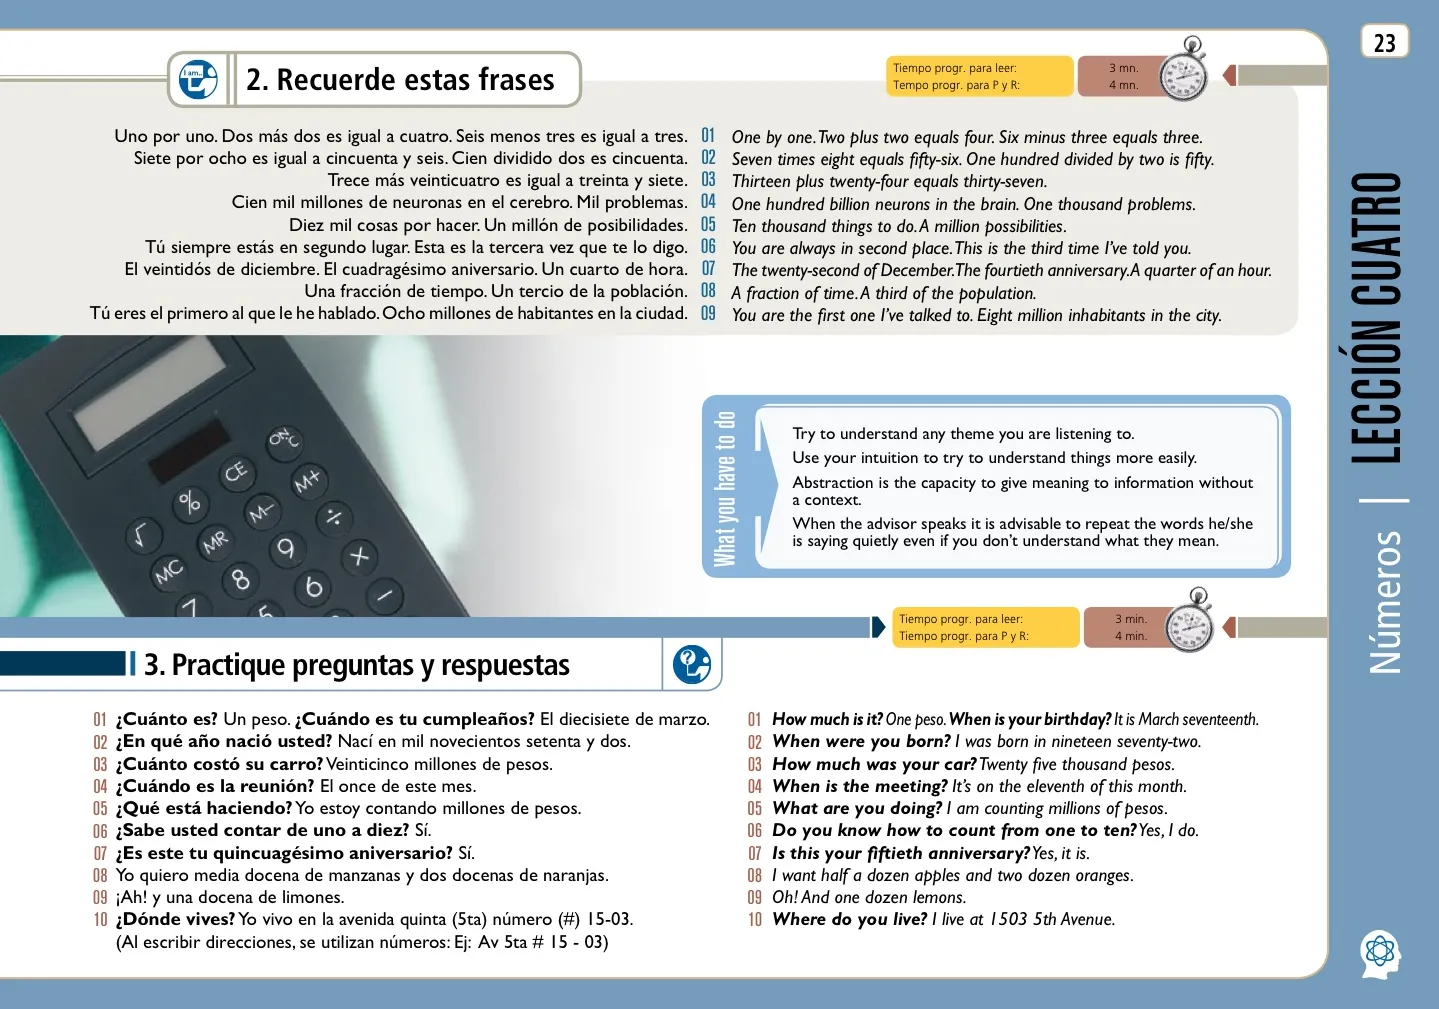 23
I am..
2. Recuerde estas frases
Tiempo progr. para leer: 3 mn.
Tempo progr. para P y R: 4 mn.
Uno por uno. Dos más dos es igual a cuatro. Seis menos tres es igual a tres. 01 One by one. Two plus two equals four. Six minus three equals three.
Siete por ocho es igual a cincuenta y seis. Cien dividido dos es cincuenta. 02 Seven times eight equals fifty-six. One hundred divided by two is fifty.
Trece más veinticuatro es igual a treinta y siete. 03 Thirteen plus twenty-four equals thirty-seven.
Cien mil millones de neuronas en el cerebro. Mil problemas. 04 One hundred billion neurons in the brain. One thousand problems.
Diez mil cosas por hacer. Un millón de posibilidades. 05 Ten thousand things to do. A million possibilities.
Tú siempre estás en segundo lugar. Esta es la tercera vez que te lo digo. 06 You are always in second place. This is the third time I've told you.
El veintidós de diciembre. El cuadragésimo aniversario. Un cuarto de hora. 07 The twenty-second of December. The fourtieth anniversary. A quarter of an hour.
Una fracción de tiempo. Un tercio de la población. 08 A fraction of time. A third of the population.
Tú eres el primero al que le he hablado. Ocho millones de habitantes en la ciudad. 09 You are the first one I've talked to. Eight million inhabitants in the city.
ON/C
CE
M+
%
M–
÷
√
MR
9
×
MC
8
6
–
7
5
What you have to do
Try to understand any theme you are listening to.
Use your intuition to try to understand things more easily.
Abstraction is the capacity to give meaning to information without
a context.
When the advisor speaks it is advisable to repeat the words he/she
is saying quietly even if you don't understand what they mean.
Tiempo progr. para leer: 3 min.
Tiempo progr. para P y R: 4 min.
3. Practique preguntas y respuestas
?
01 ¿Cuánto es? Un peso. ¿Cuándo es tu cumpleaños? El diecisiete de marzo.
02 ¿En qué año nació usted? Nací en mil novecientos setenta y dos.
03 ¿Cuánto costó su carro? Veinticinco millones de pesos.
04 ¿Cuándo es la reunión? El once de este mes.
05 ¿Qué está haciendo? Yo estoy contando millones de pesos.
06 ¿Sabe usted contar de uno a diez? Sí.
07 ¿Es este tu quincuagésimo aniversario? Sí.
08 Yo quiero media docena de manzanas y dos docenas de naranjas.
09 ¡Ah! y una docena de limones.
10 ¿Dónde vives? Yo vivo en la avenida quinta (5ta) número (#) 15-03.
(Al escribir direcciones, se utilizan números: Ej: Av 5ta # 15 - 03)
01 How much is it? One peso. When is your birthday? It is March seventeenth.
02 When were you born? I was born in nineteen seventy-two.
03 How much was your car? Twenty five thousand pesos.
04 When is the meeting? It's on the eleventh of this month.
05 What are you doing? I am counting millions of pesos.
06 Do you know how to count from one to ten? Yes, I do.
07 Is this your fiftieth anniversary? Yes, it is.
08 I want half a dozen apples and two dozen oranges.
09 Oh! And one dozen lemons.
10 Where do you live? I live at 1503 5th Avenue.
Números | LECCIÓN CUATRO